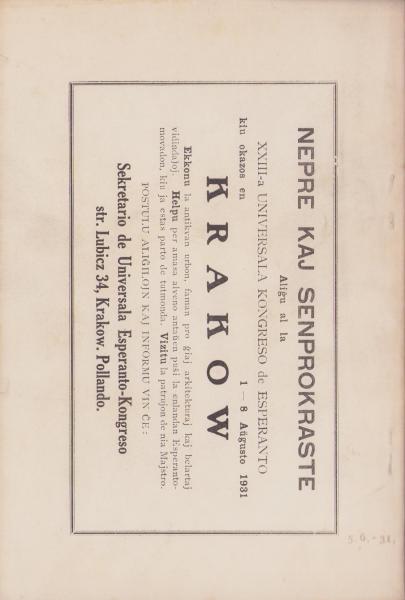 NEPRE KAJ SENPROKRASTE
Aliĝu al la
XXIII-a UNIVERSALA KONGRESO de ESPERANTO
kiu okazos en 1 — 8 Aŭgusto 1931
KRAKOW
Ekkonu la antikvan urbon, faman pro ĝiaj arkitekturaj kaj belartaj
vidindaĵoj. Helpu per amasa alveno antaŭen puŝi la enlandan Esperanto-
movadon, kiu ja estas parto de tutmonda. Vizitu la patrujon de nia Majstro.
POSTULU ALIĜILOJN KAJ INFORMU VIN ĈE:
Sekretario de Universala Esperanto-Kongreso
str. Lubicz 34, Krakow. Pollando.